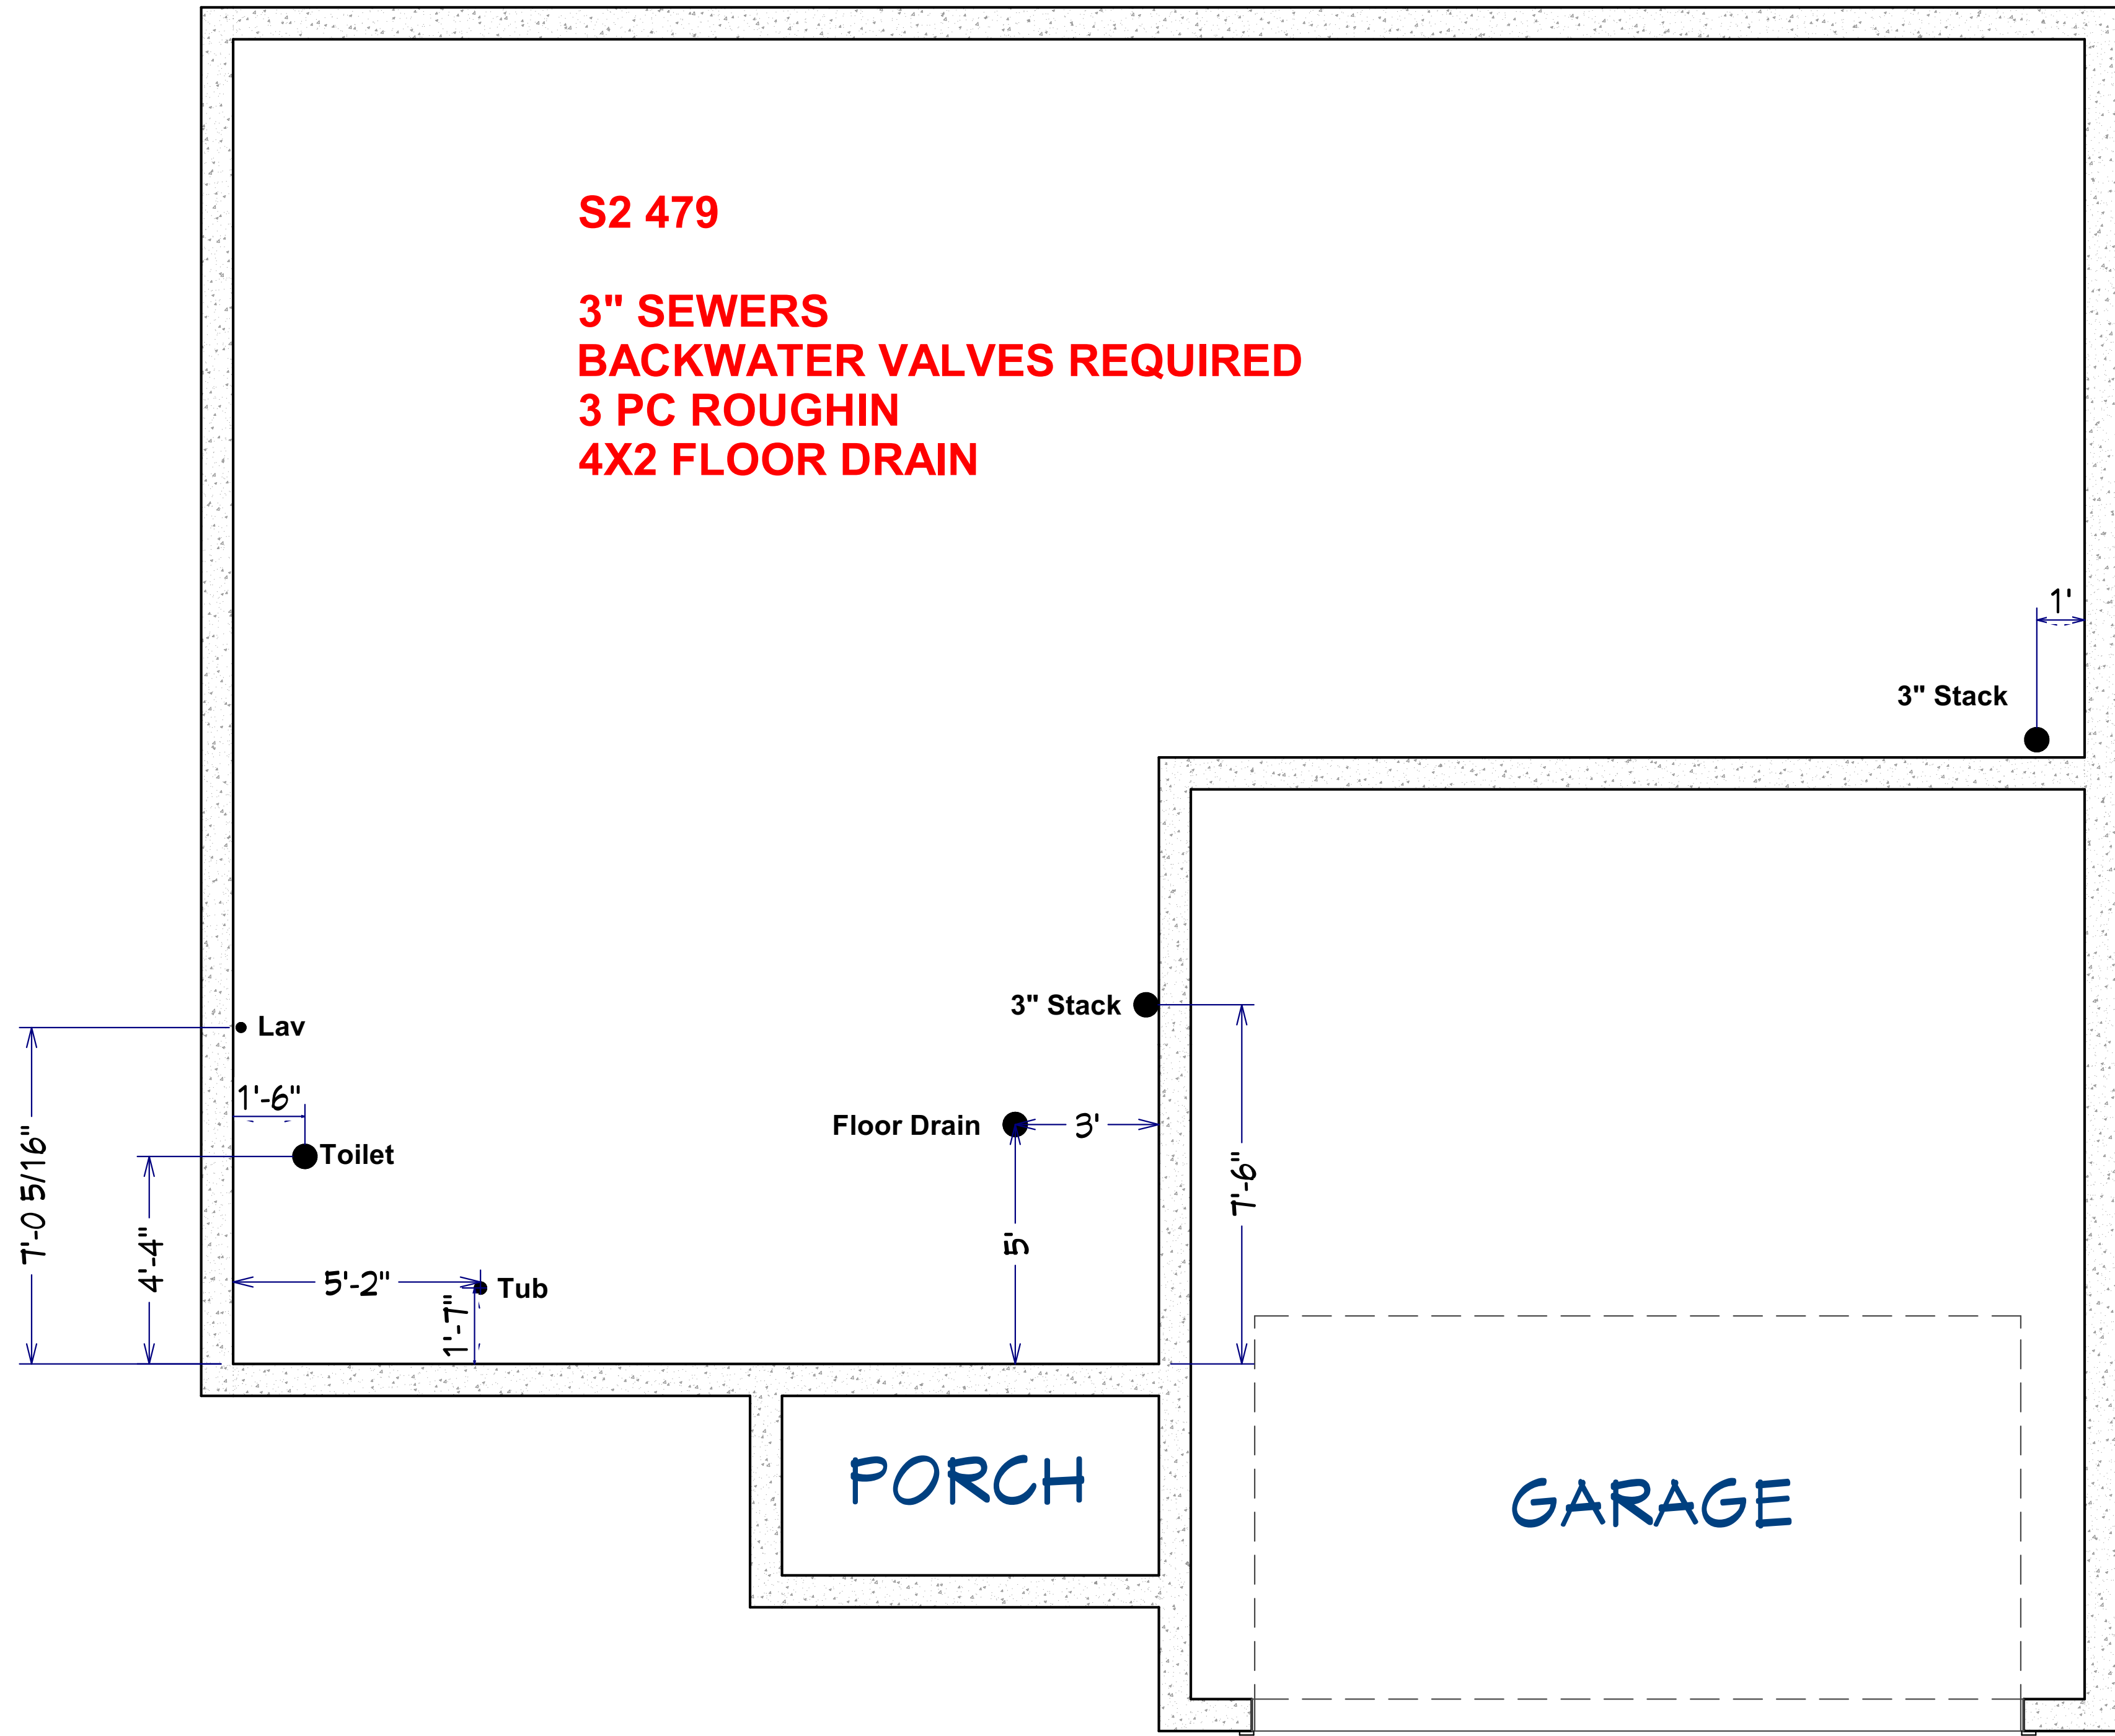 S2 479
3" SEWERS
BACKWATER VALVES REQUIRED
3 PC ROUGHIN
4X2 FLOOR DRAIN
1'
3" Stack
3" Stack
Lav
1'-6"
Floor Drain
3'
Toilet
7'-0 5/16"
4'-4"
7'-6"
5'
5'-2"
Tub
1'-7"
PORCH
GARAGE